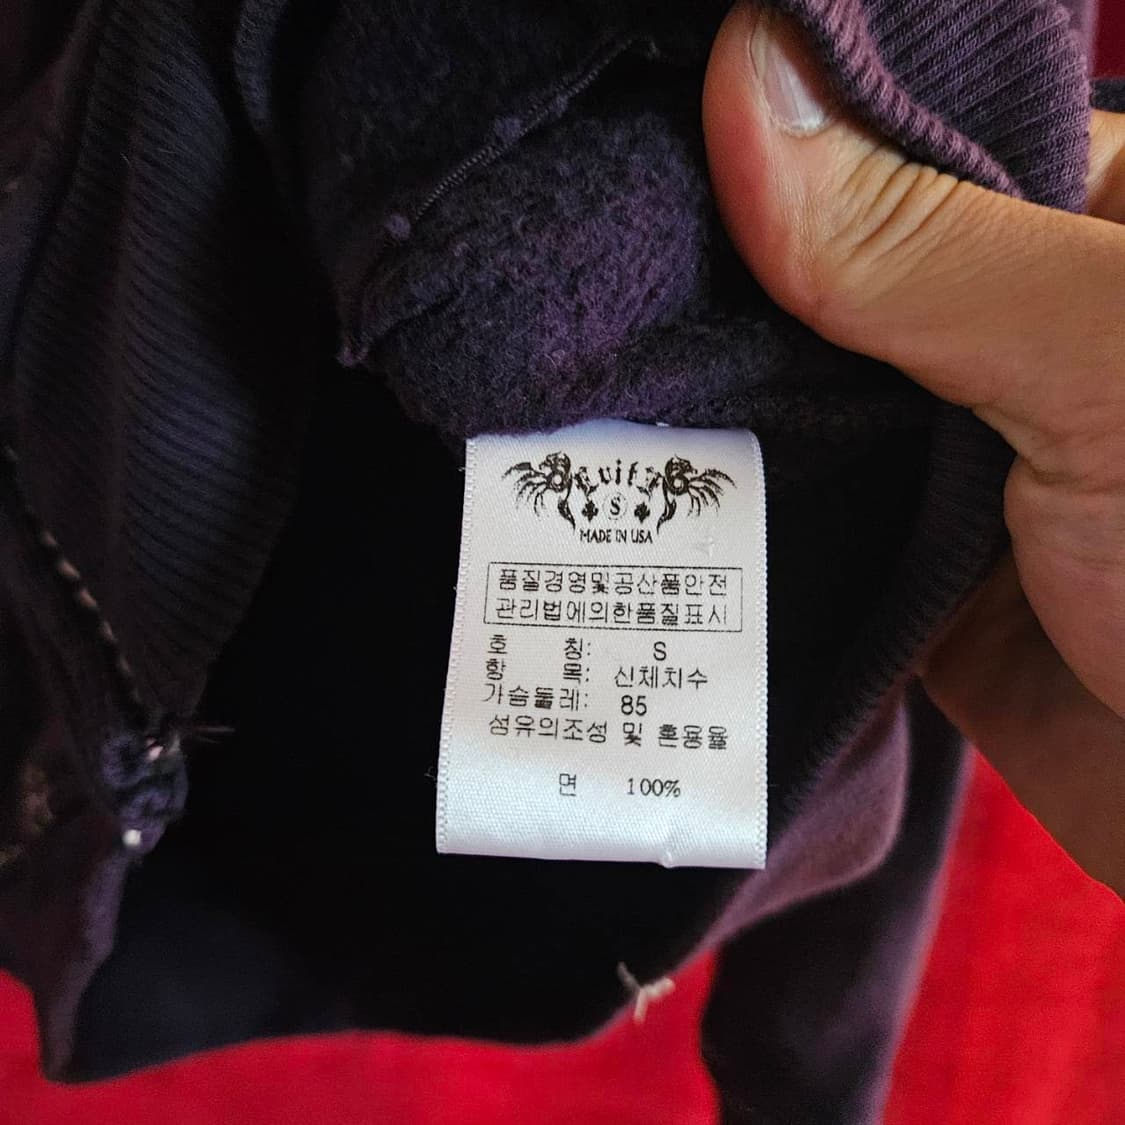 S
MADE IN USA
품질경영및공산품안전
관리법에의한품질표시
호 칭: S
항 목: 신체치수
가슴둘레: 85
섬유의조성 및 혼용율
면 100%